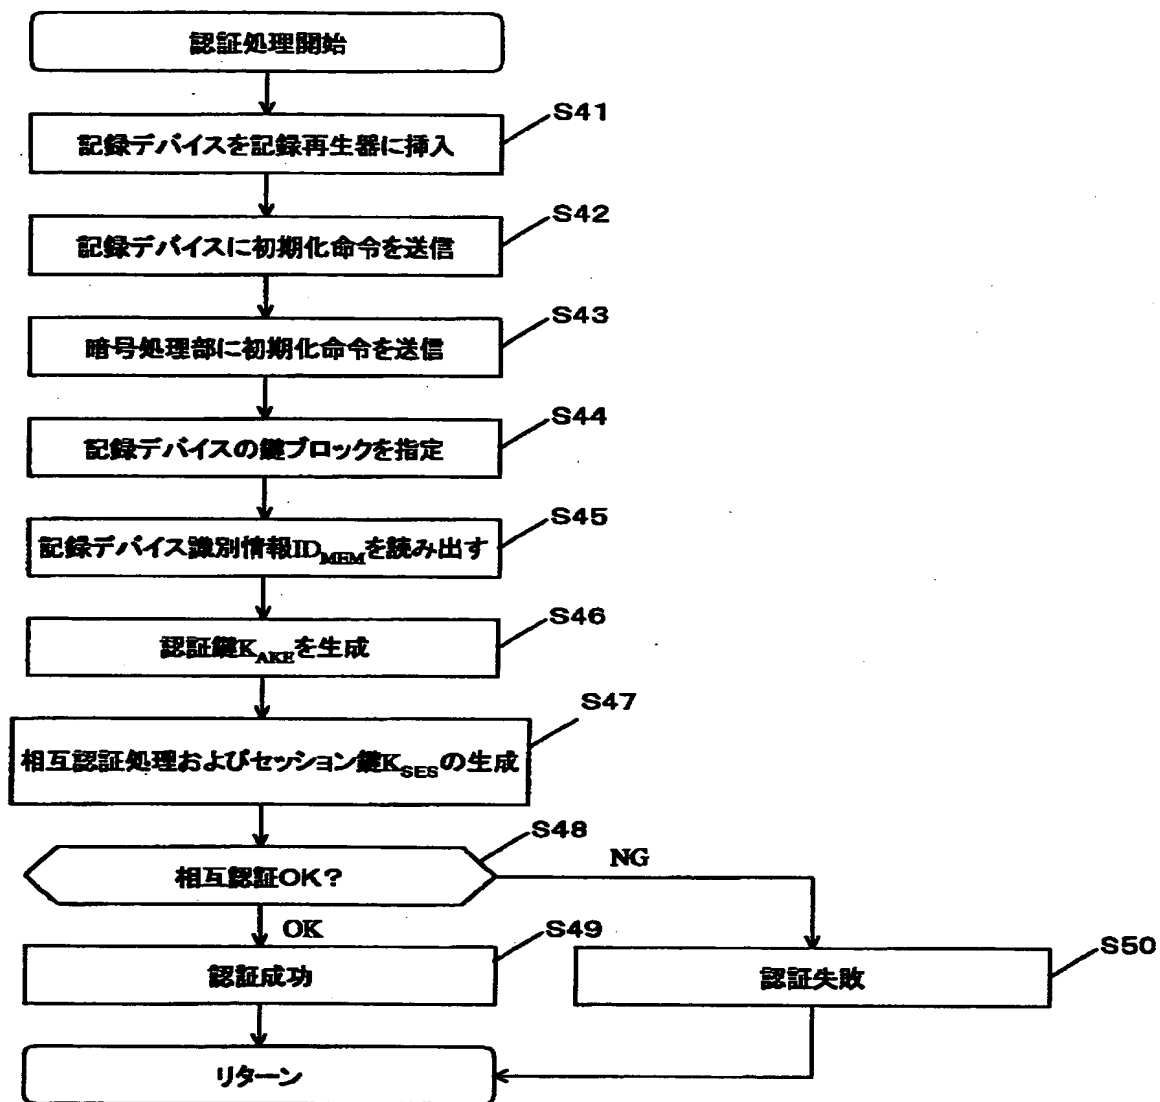 認証処理開始
S41
記録デバイスを記録再生器に挿入
S42
記録デバイスに初期化命令を送信
S43
暗号処理部に初期化命令を送信
S44
記録デバイスの鍵ブロックを指定
S45
記録デバイス識別情報ID_MEMを読み出す
S46
認証鍵K_AKEを生成
S47
相互認証処理およびセッション鍵K_SESの生成
S48
相互認証OK?
NG
OK
S49
認証成功
S50
認証失敗
リターン